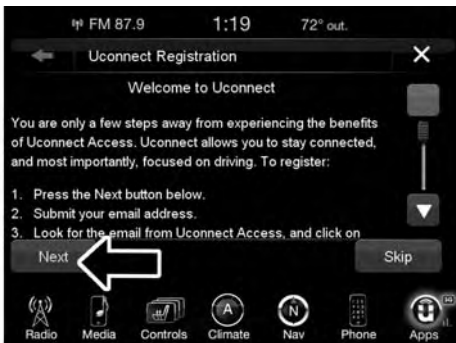 FM 87.9 1:19 72° out.
Uconnect Registration
Welcome to Uconnect
You are only a few steps away from experiencing the benefits
of Uconnect Access. Uconnect allows you to stay connected,
and most importantly, focused on driving. To register:
1. Press the Next button below.
2. Submit your email address.
3. Look for the email from Uconnect Access, and click on
Next Skip
A N 3G
Radio Media Controls Climate Nav Phone Apps